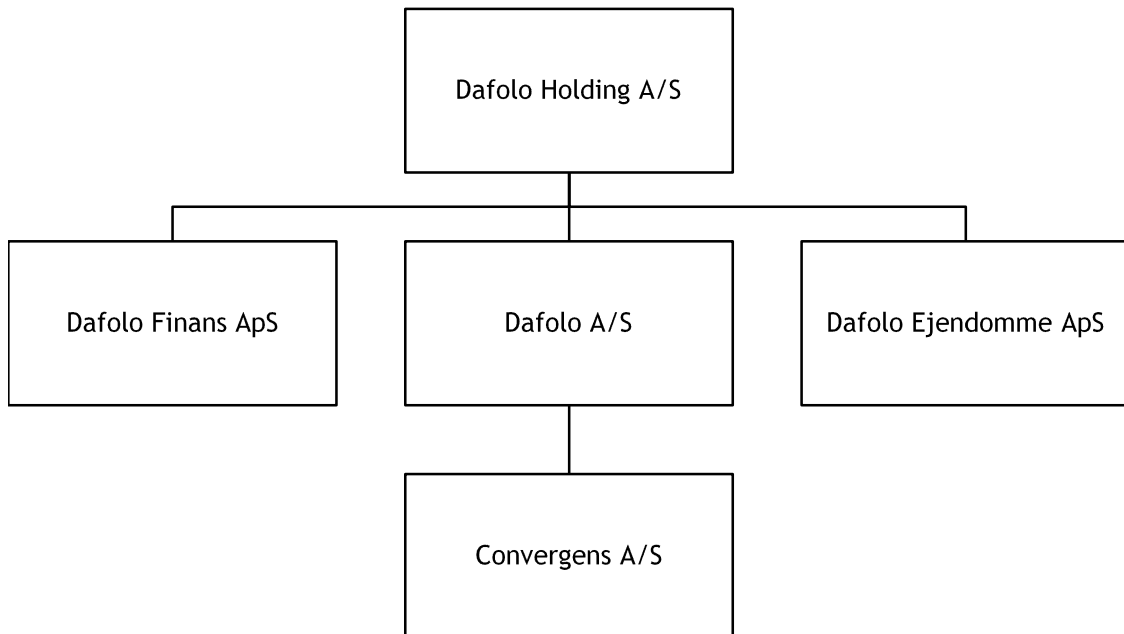 Dafolo Holding A/S
Dafolo Finans ApS
Dafolo A/S
Dafolo Ejendomme ApS
Convergens A/S